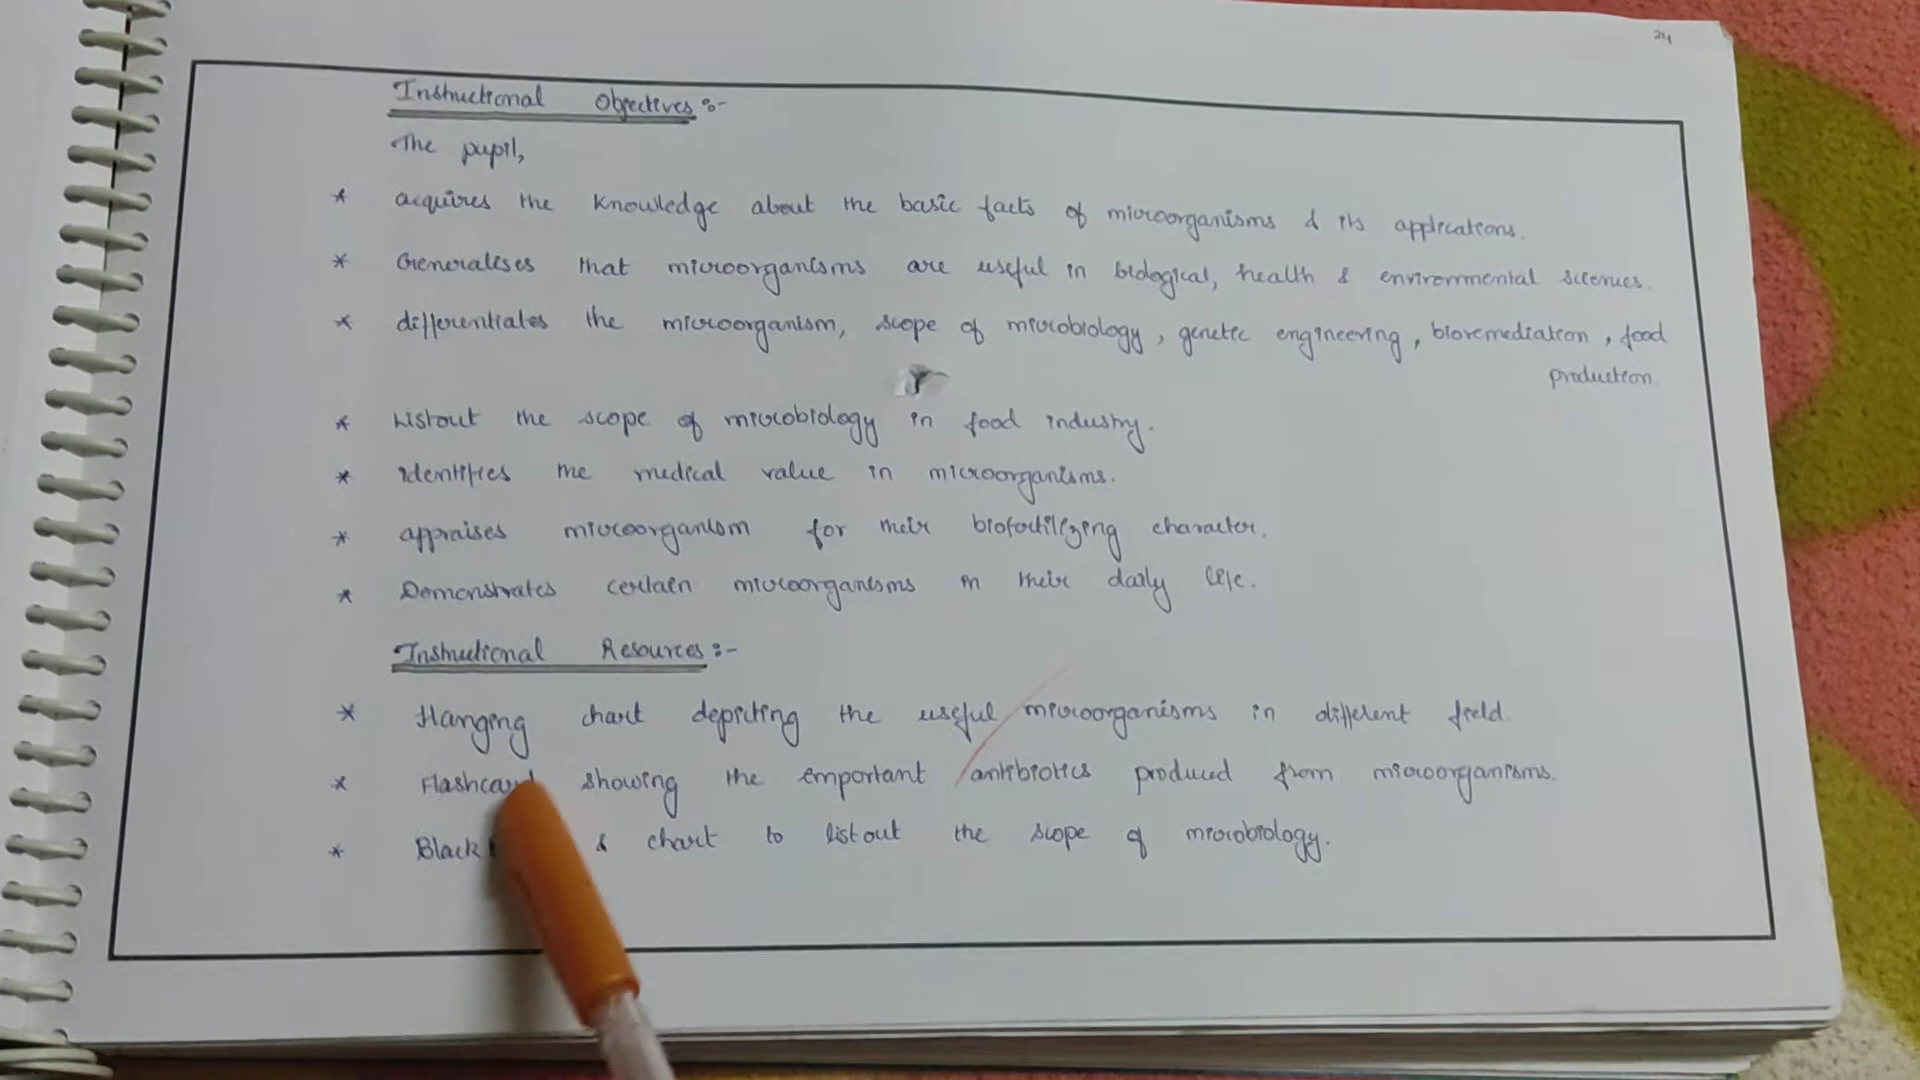 24
Instructional Objectives :-
The pupil,
* acquires the knowledge about the basic facts of microorganisms & its applications.
* Generalises that microorganisms are useful in biological, health & environmental sciences.
* differentiates the microorganism, scope of microbiology, genetic engineering, bioremediation, food
production.
* Listout the scope of microbiology in food industry.
* identifies the medical value in microorganisms.
* appraises microorganism for their biofertilizing character.
* Demonstrates certain microorganisms in their daily life.
Instructional Resources :-
* Hanging chart depicting the useful microorganisms in different field.
* Flashcard showing the important antibiotics produced from microorganisms.
* Black & chart to list out the scope of microbiology.